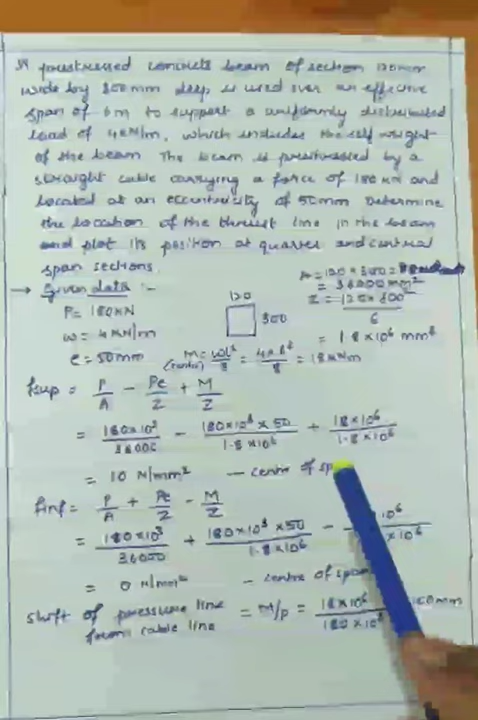 A prestressed concrete beam of section 120mm
wide by 300mm deep is used over an effective
span of 6m to support a uniformly distributed
load of 4kN/m, which includes the self weight
of the beam The beam is prestressed by a
straight cable carrying a force of 180 kN and
located at an eccentricity of 50mm Determine
the location of the thrust line in the beam
and plot its position at quarter and central
span sections.
→ Given data :-
P = 180KN
w = 4KN/m
e = 50mm
120
300
A = 120 × 300 =
= 36000 mm²
Z = 120 × 300² / 6
= 1.8 × 10⁶ mm³
M (centre) = wl²/8 = 4×6²/8 = 18KNm
fsup = P/A - Pe/Z + M/Z
= 180×10³/36000 - 180×10³×50/1.8×10⁶ + 18×10⁶/1.8×10⁶
= 10 N/mm² - centre of
finf = P/A + Pe/Z - M/Z
= 180×10³/36000 + 180×10³×50/1.8×10⁶ -
= 0 N/mm² - centre of span
shift of pressure line = M/P = 18×10⁶/180×10³
from cable line